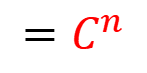 = Cⁿ